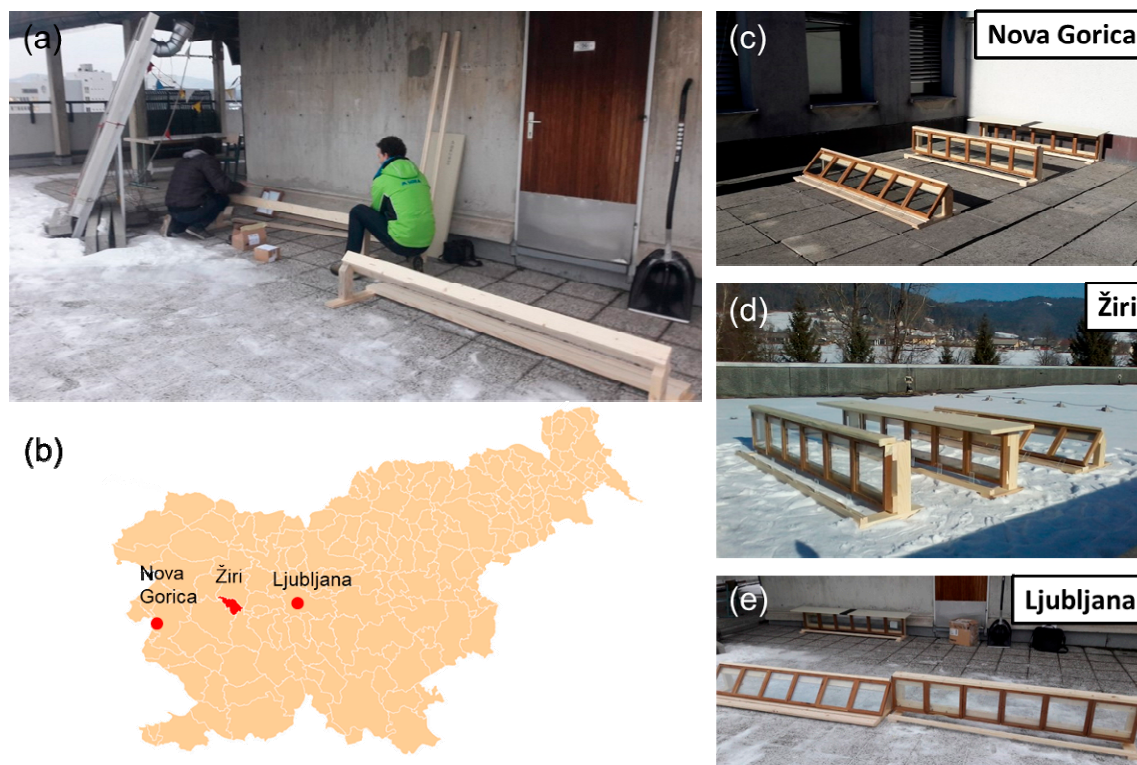 (a)
(b)
Nova
Gorica
Žiri
Ljubljana
(c)
Nova Gorica
(d)
Žiri
(e)
Ljubljana